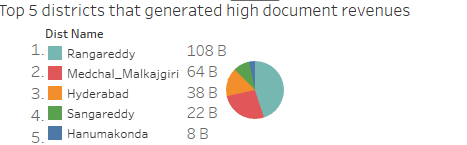 Top 5 districts that generated high document revenues
Dist Name
1. Rangareddy 108 B
2. Medchal_Malkajgiri 64 B
3. Hyderabad 38 B
4. Sangareddy 22 B
5. Hanumakonda 8 B